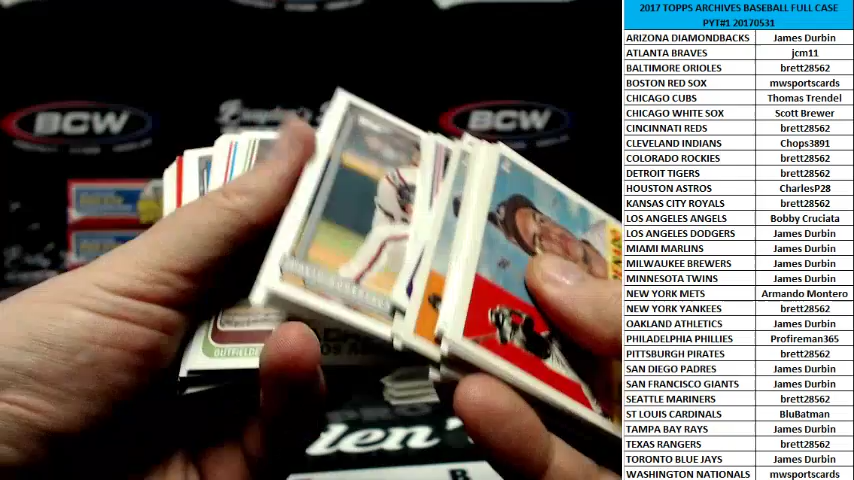 2017 TOPPS ARCHIVES BASEBALL FULL CASE
PYT#1 20170531
ARIZONA DIAMONDBACKS James Durbin
ATLANTA BRAVES jcm11
BALTIMORE ORIOLES brett28562
BOSTON RED SOX mwsportscards
CHICAGO CUBS Thomas Trendel
CHICAGO WHITE SOX Scott Brewer
CINCINNATI REDS brett28562
CLEVELAND INDIANS Chops3891
COLORADO ROCKIES brett28562
DETROIT TIGERS brett28562
HOUSTON ASTROS CharlesP28
KANSAS CITY ROYALS brett28562
LOS ANGELES ANGELS Bobby Cruciata
LOS ANGELES DODGERS James Durbin
MIAMI MARLINS James Durbin
MILWAUKEE BREWERS James Durbin
MINNESOTA TWINS James Durbin
NEW YORK METS Armando Montero
NEW YORK YANKEES brett28562
OAKLAND ATHLETICS James Durbin
PHILADELPHIA PHILLIES Profireman365
PITTSBURGH PIRATES brett28562
SAN DIEGO PADRES James Durbin
SAN FRANCISCO GIANTS James Durbin
SEATTLE MARINERS brett28562
ST LOUIS CARDINALS BluBatman
TAMPA BAY RAYS James Durbin
TEXAS RANGERS brett28562
TORONTO BLUE JAYS James Durbin
WASHINGTON NATIONALS mwsportscards
BCW
BCW
OUTFIELD